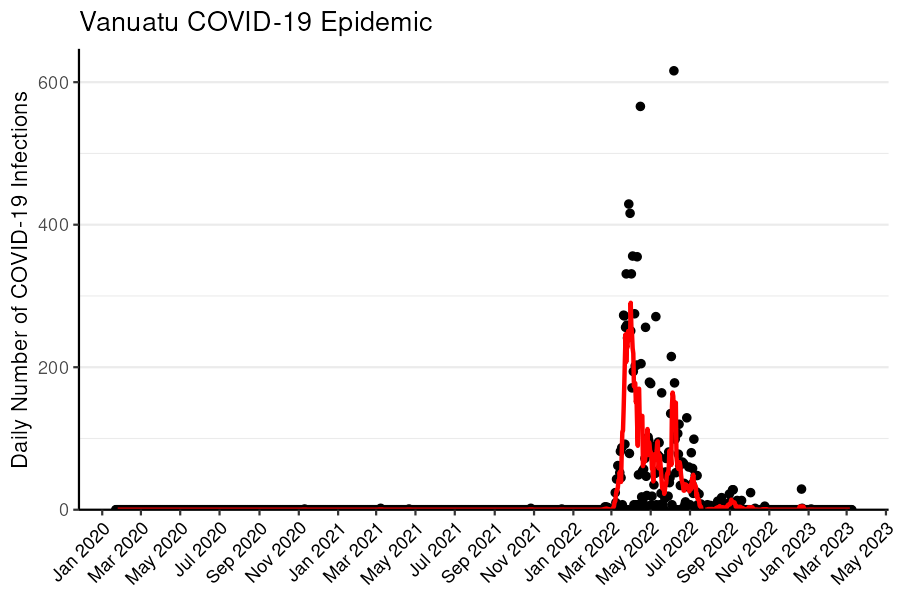 Vanuatu COVID-19 Epidemic
Daily Number of COVID-19 Infections
600
400
200
0
Jan 2020
Mar 2020
May 2020
Jul 2020
Sep 2020
Nov 2020
Jan 2021
Mar 2021
May 2021
Jul 2021
Sep 2021
Nov 2021
Jan 2022
Mar 2022
May 2022
Jul 2022
Sep 2022
Nov 2022
Jan 2023
Mar 2023
May 2023